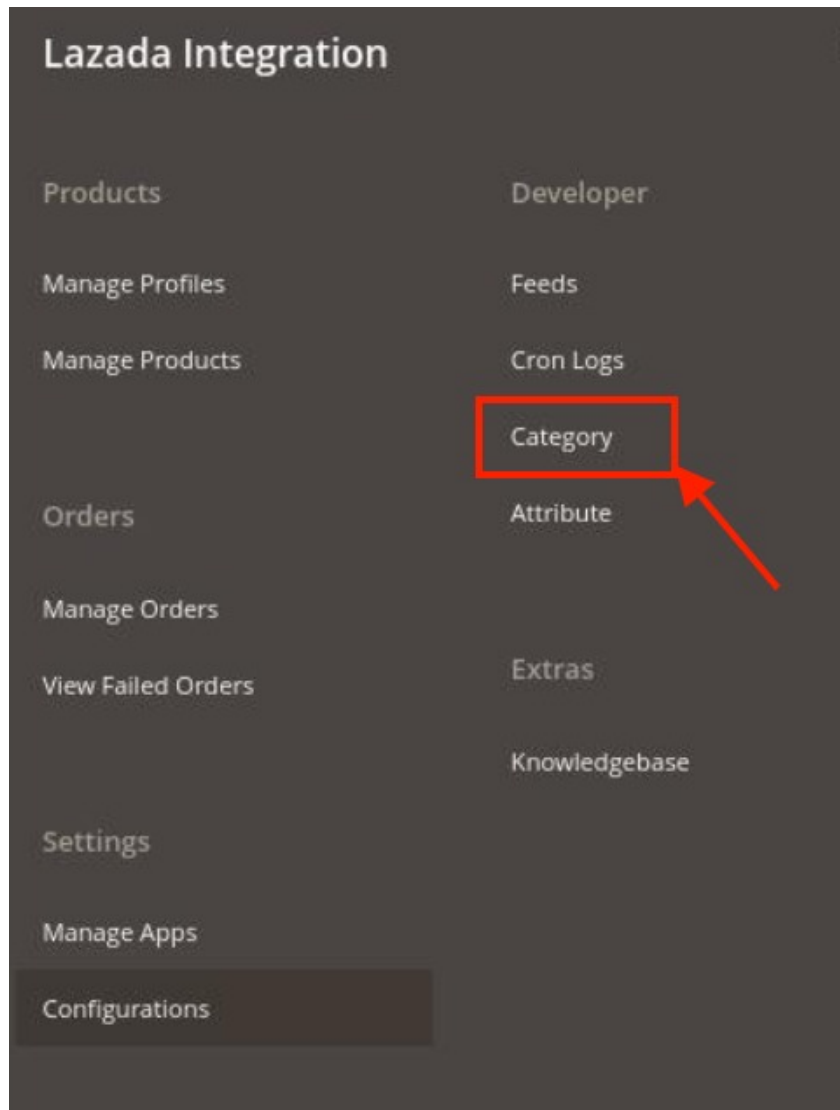 Lazada Integration
Products
Manage Profiles
Manage Products
Orders
Manage Orders
View Failed Orders
Settings
Manage Apps
Configurations
Developer
Feeds
Cron Logs
Category
Attribute
Extras
Knowledgebase